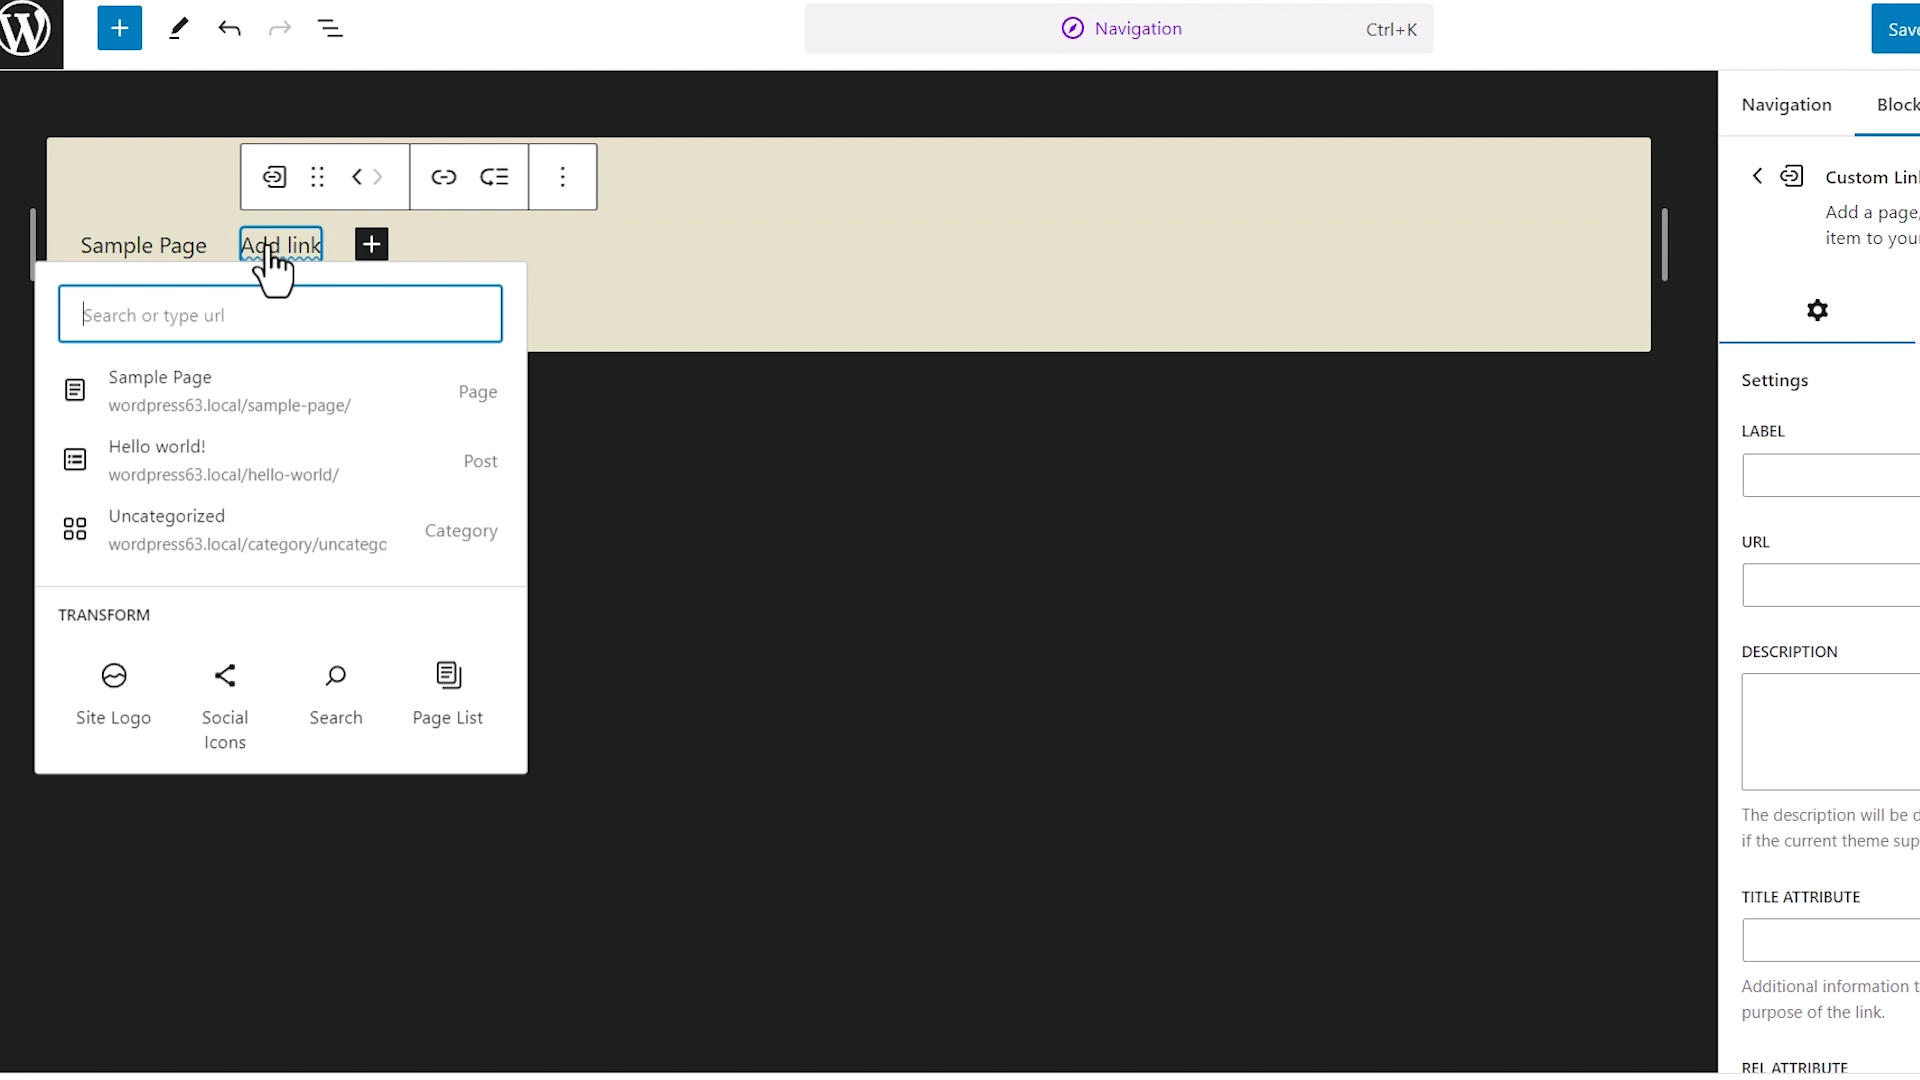 Navigation
Ctrl+K
Save
Navigation
Block
Sample Page
Add link
Search or type url
Sample Page
wordpress63.local/sample-page/
Page
Hello world!
wordpress63.local/hello-world/
Post
Uncategorized
wordpress63.local/category/uncatego
Category
TRANSFORM
Site Logo
Social
Icons
Search
Page List
Custom Lin
Add a page,
item to you
Settings
LABEL
URL
DESCRIPTION
The description will be d
if the current theme sup
TITLE ATTRIBUTE
Additional information t
purpose of the link.
REL ATTRIBUTE